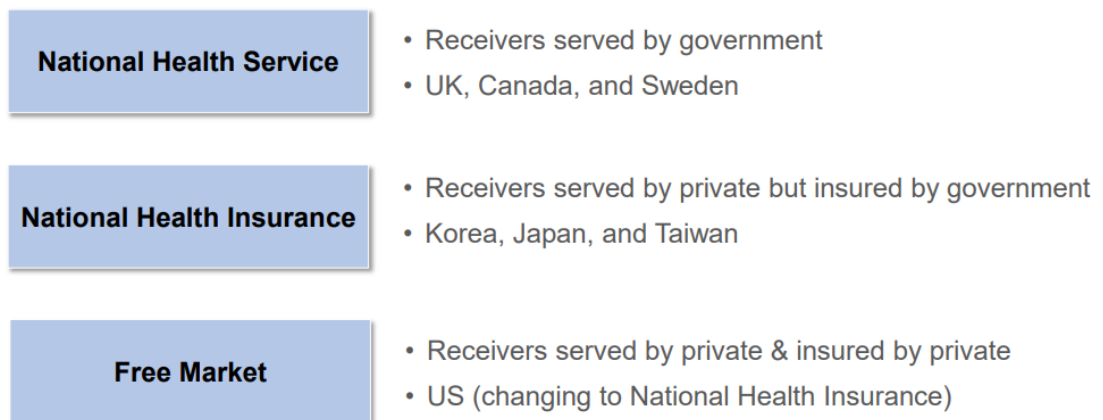 National Health Service
• Receivers served by government
• UK, Canada, and Sweden
National Health Insurance
• Receivers served by private but insured by government
• Korea, Japan, and Taiwan
Free Market
• Receivers served by private & insured by private
• US (changing to National Health Insurance)